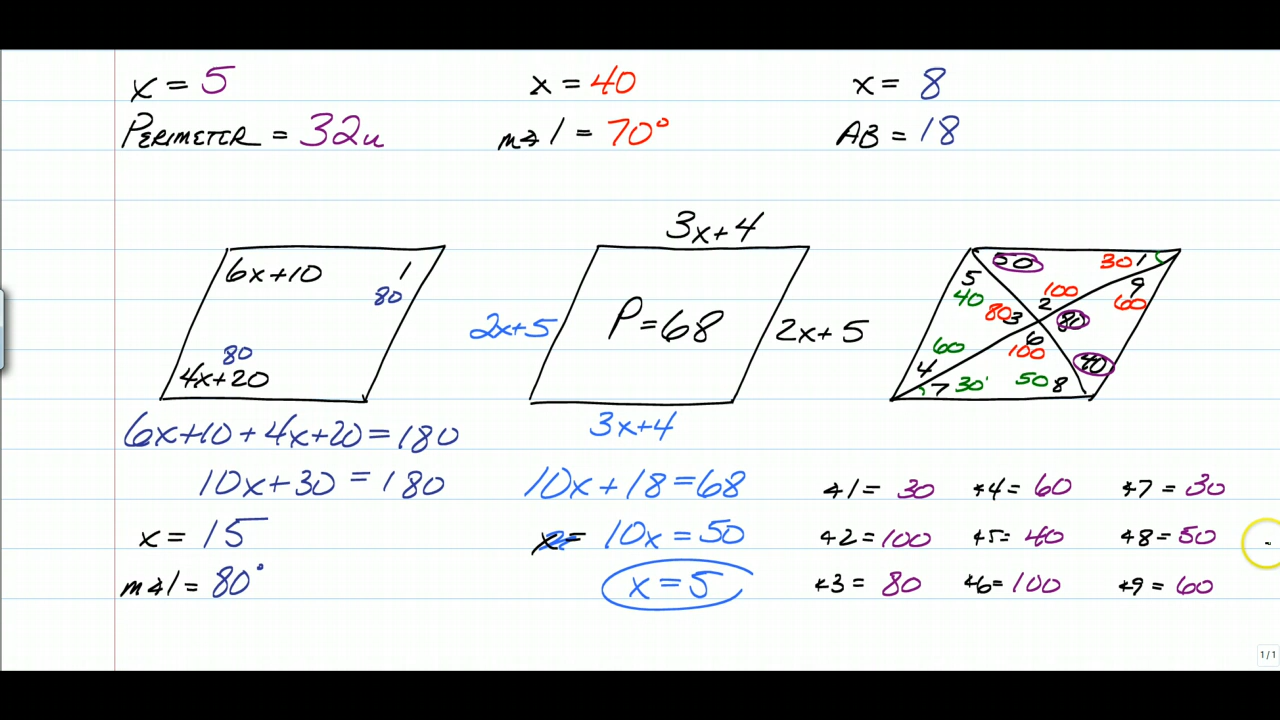 x = 5
PERIMETER = 32u
x = 40
m∠1 = 70°
x = 8
AB = 18
6x+10
1
80
80
4x+20
6x+10+4x+20=180
10x+30=180
x = 15
m∠1 = 80°
3x+4
2x+5
P=68
2x+5
3x+4
10x+18=68
x= 10x=50
x=5
50 30 1
5 100 9
40 2 60
80 3 80
60 6
100 40
4
7 30 50 8
∠1= 30 ∠4= 60 ∠7= 30
∠2=100 ∠5= 40 ∠8= 50
∠3= 80 ∠6= 100 ∠9= 60
1/1